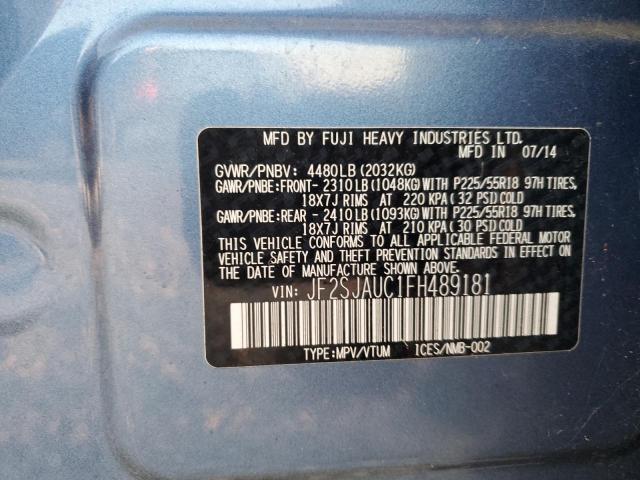 MFD BY FUJI HEAVY INDUSTRIES LTD.
MFD IN 07/14
GVWR/PNBV: 4480LB(2032KG)
GAWR/PNBE:FRONT- 2310LB(1048KG)WITH P225/55R18 97H TIRES,
18X7J RIMS AT 220 KPA( 32 PSI)COLD
GAWR/PNBE:REAR - 2410LB(1093KG)WITH P225/55R18 97H TIRES,
18X7J RIMS AT 210 KPA( 30 PSI)COLD
THIS VEHICLE CONFORMS TO ALL APPLICABLE FEDERAL MOTOR
VEHICLE SAFETY AND THEFT PREVENTION STANDARDS IN EFFECT ON
THE DATE OF MANUFACTURE SHOWN ABOVE.
VIN: JF2SJAUC1FH489181
TYPE:MPV/VTUM ICES/NMB-002